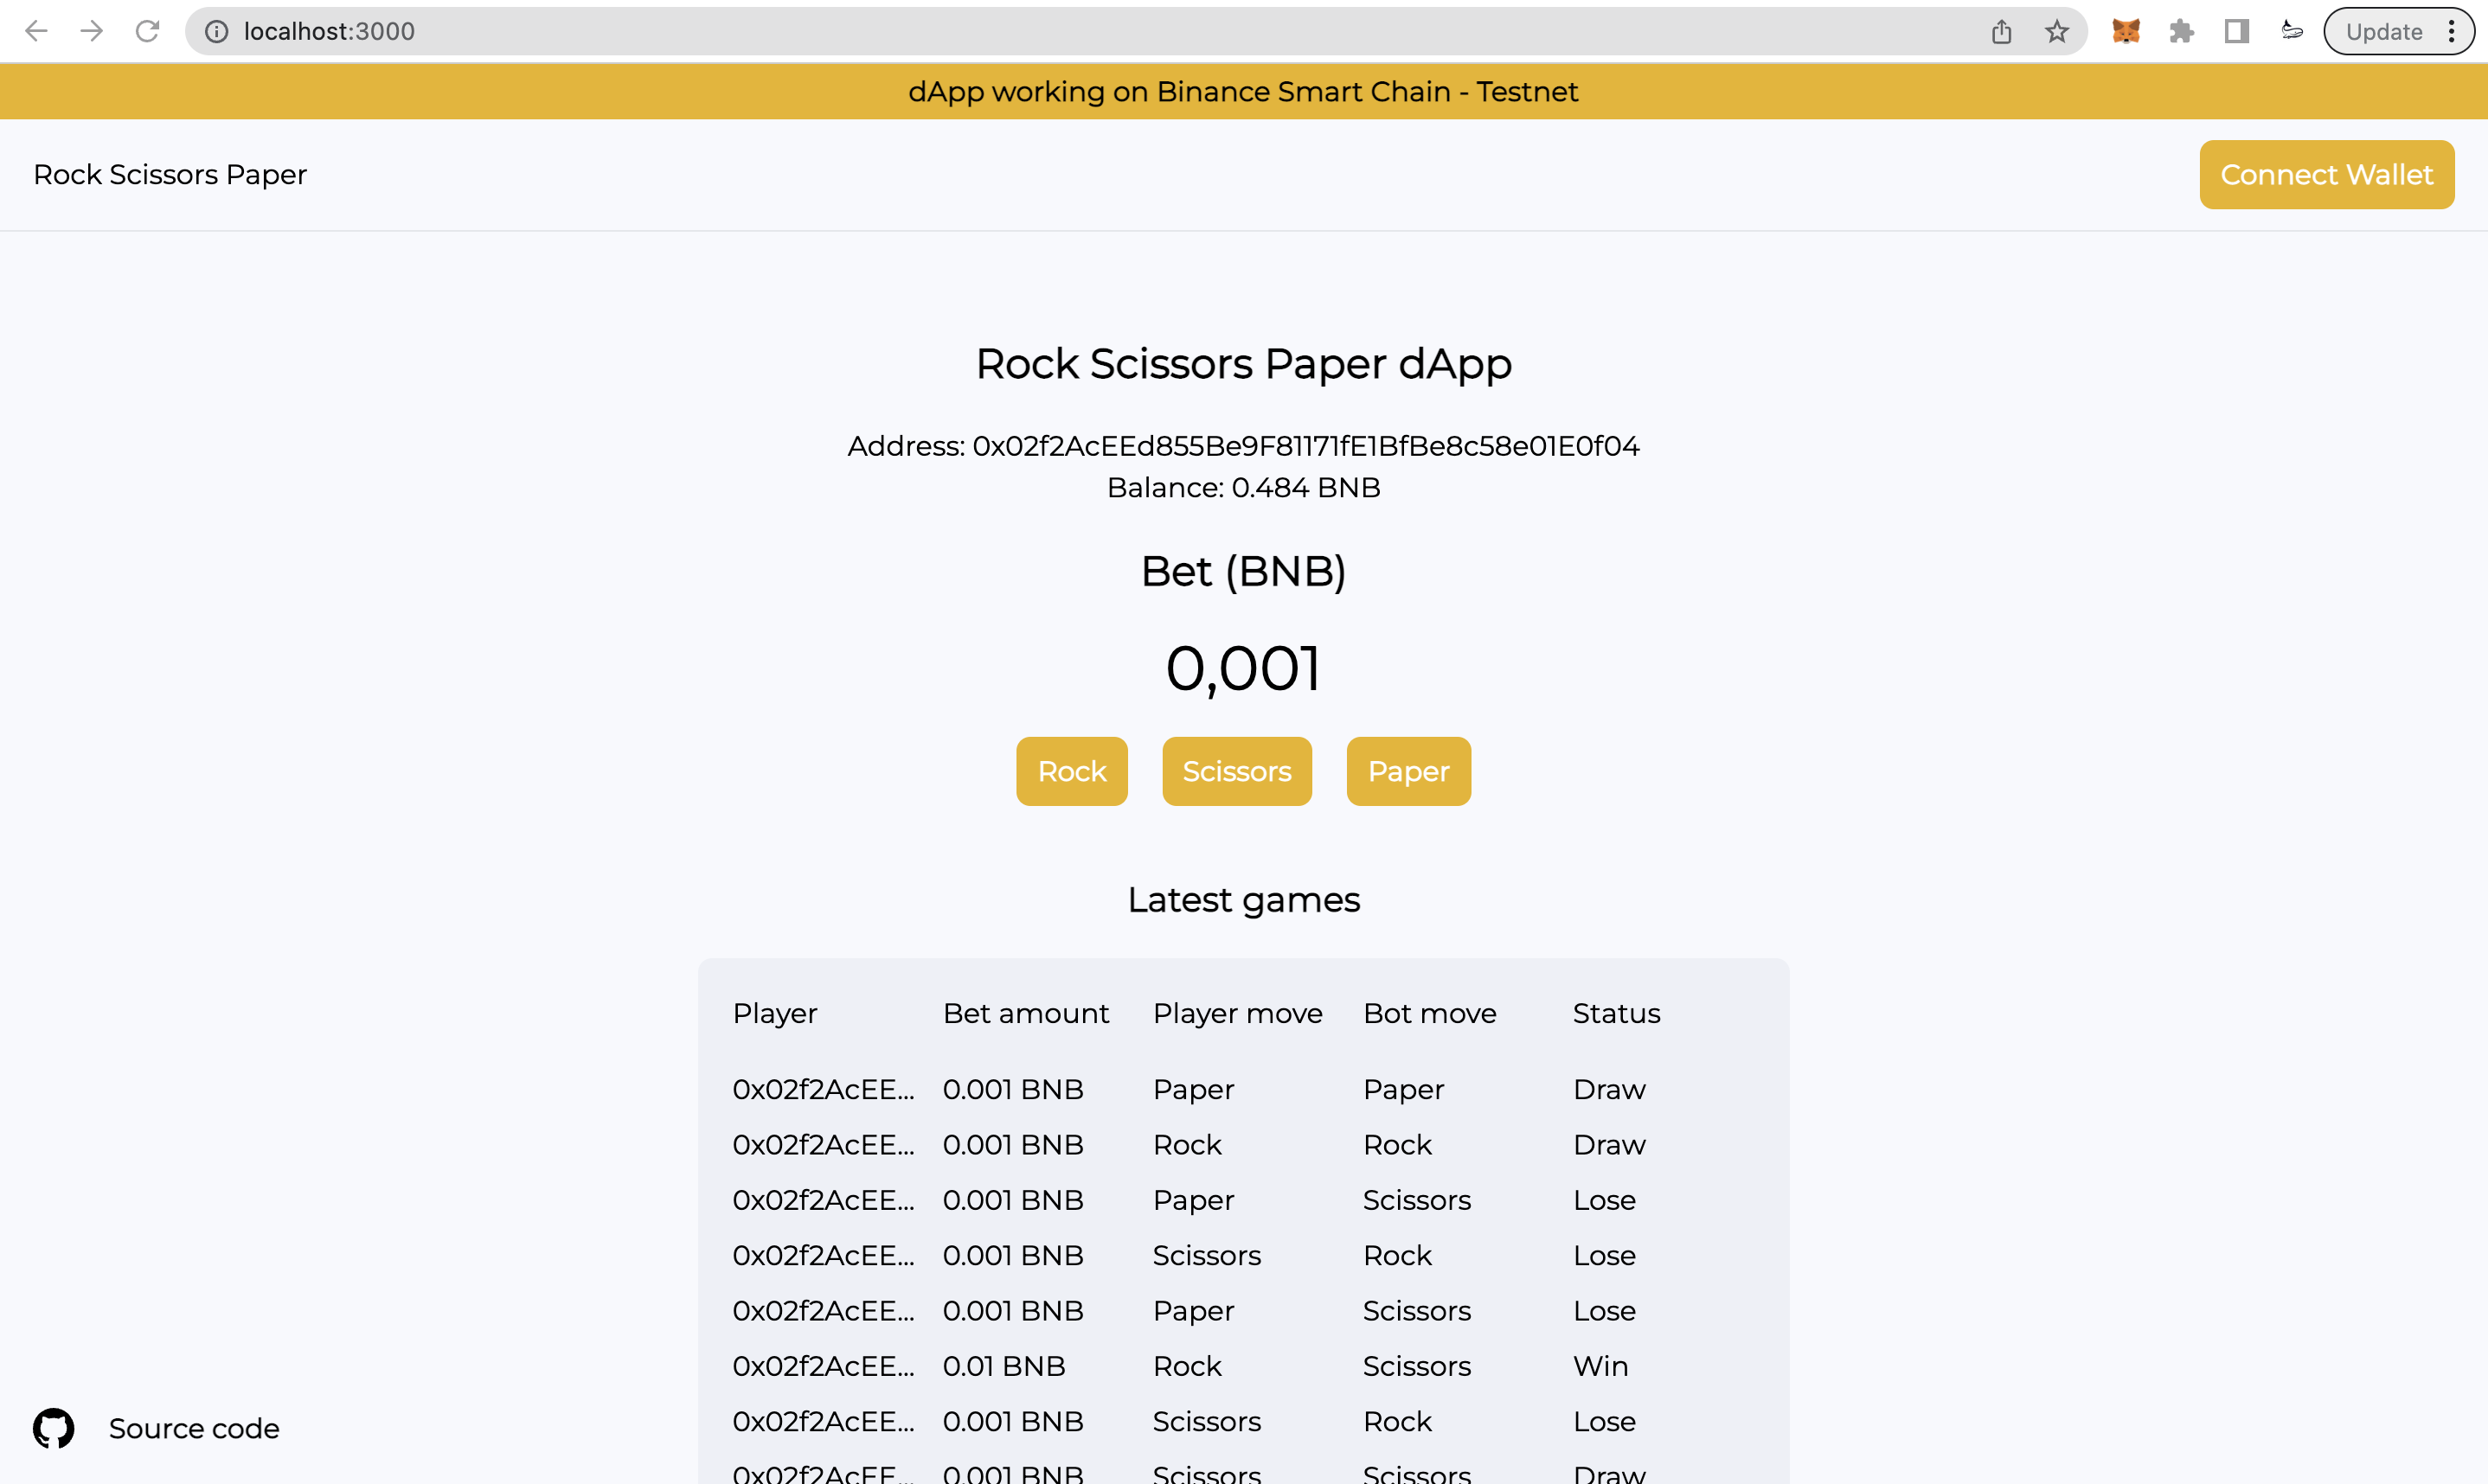 localhost:3000
Update
dApp working on Binance Smart Chain - Testnet
Rock Scissors Paper
Connect Wallet
Rock Scissors Paper dApp
Address: 0x02f2AcEEd855Be9F81171fE1BfBe8c58e01E0f04
Balance: 0.484 BNB
Bet (BNB)
0,001
Rock Scissors Paper
Latest games
Player Bet amount Player move Bot move Status
0x02f2AcEE... 0.001 BNB Paper Paper Draw
0x02f2AcEE... 0.001 BNB Rock Rock Draw
0x02f2AcEE... 0.001 BNB Paper Scissors Lose
0x02f2AcEE... 0.001 BNB Scissors Rock Lose
0x02f2AcEE... 0.001 BNB Paper Scissors Lose
0x02f2AcEE... 0.01 BNB Rock Scissors Win
0x02f2AcEE... 0.001 BNB Scissors Rock Lose
0x02f2AcEE... 0.001 BNB Scissors Scissors Draw
Source code